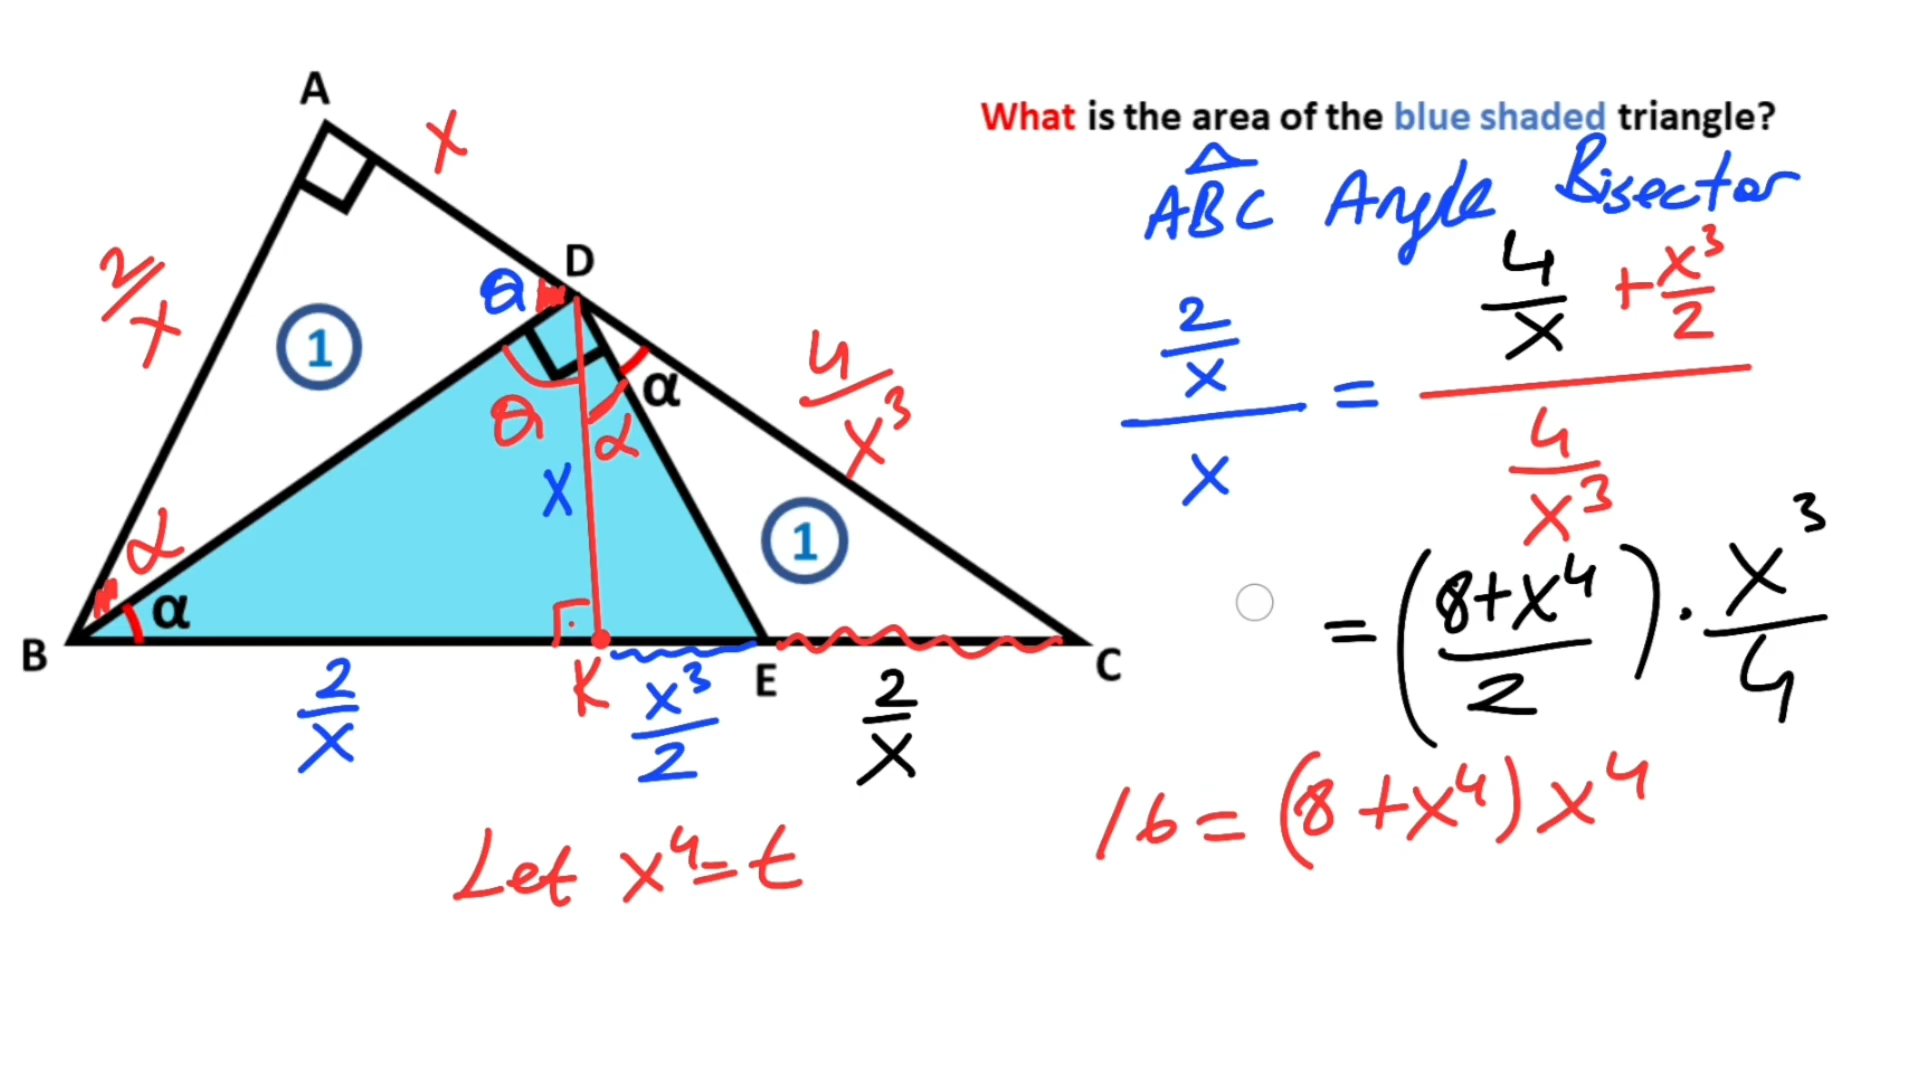 What is the area of the blue shaded triangle?
△
ABC Angle Bisector
A
x
2/x
1
D
θ
α
θ
α
x
4/x³
1
α
α
B
K
E
C
2/x
x³/2
2/x
(2/x)/x = (4/x + x³/2)/(4/x³)
= ((8+x⁴)/2) · x³/4
16 = (8+x⁴)x⁴
Let x⁴=t